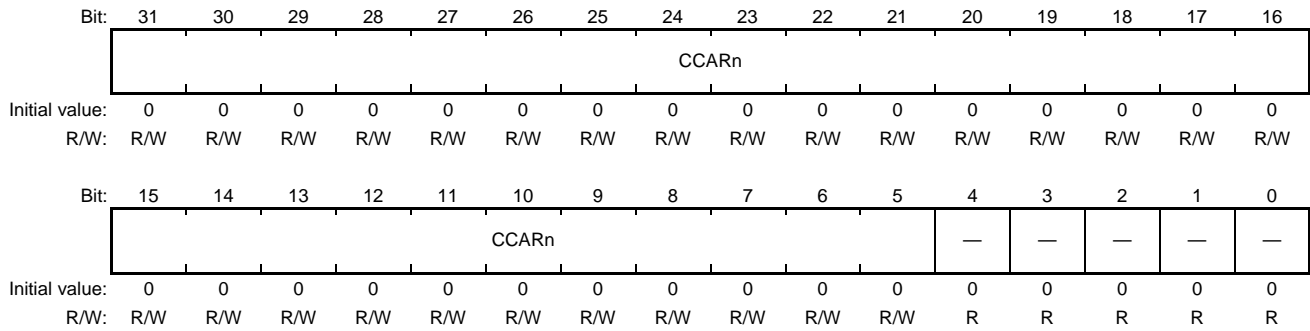 Bit: 31 30 29 28 27 26 25 24 23 22 21 20 19 18 17 16
CCARn
Initial value: 0 0 0 0 0 0 0 0 0 0 0 0 0 0 0 0
R/W: R/W R/W R/W R/W R/W R/W R/W R/W R/W R/W R/W R/W R/W R/W R/W R/W
Bit: 15 14 13 12 11 10 9 8 7 6 5 4 3 2 1 0
CCARn — — — — —
Initial value: 0 0 0 0 0 0 0 0 0 0 0 0 0 0 0 0
R/W: R/W R/W R/W R/W R/W R/W R/W R/W R/W R/W R/W R R R R R